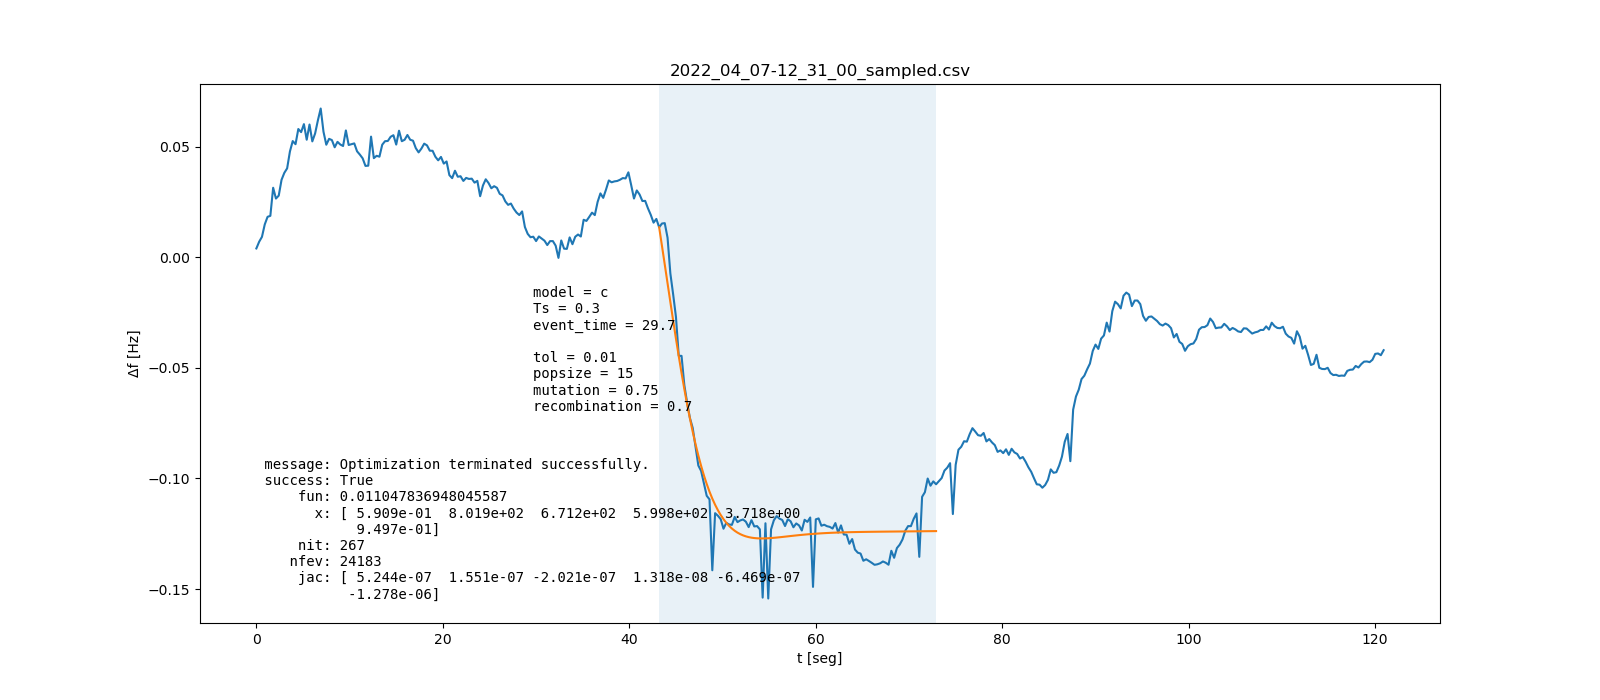 2022_04_07-12_31_00_sampled.csv
Δf [Hz]
0.05
0.00
−0.05
−0.10
−0.15
model = c
Ts = 0.3
event_time = 29.7
tol = 0.01
popsize = 15
mutation = 0.75
recombination = 0.7
message: Optimization terminated successfully.
success: True
fun: 0.011047836948045587
x: [ 5.909e-01  8.019e+02  6.712e+02  5.998e+02  3.718e+00
9.497e-01]
nit: 267
nfev: 24183
jac: [ 5.244e-07  1.551e-07 -2.021e-07  1.318e-08 -6.469e-07
-1.278e-06]
0 20 40 60 80 100 120
t [seg]